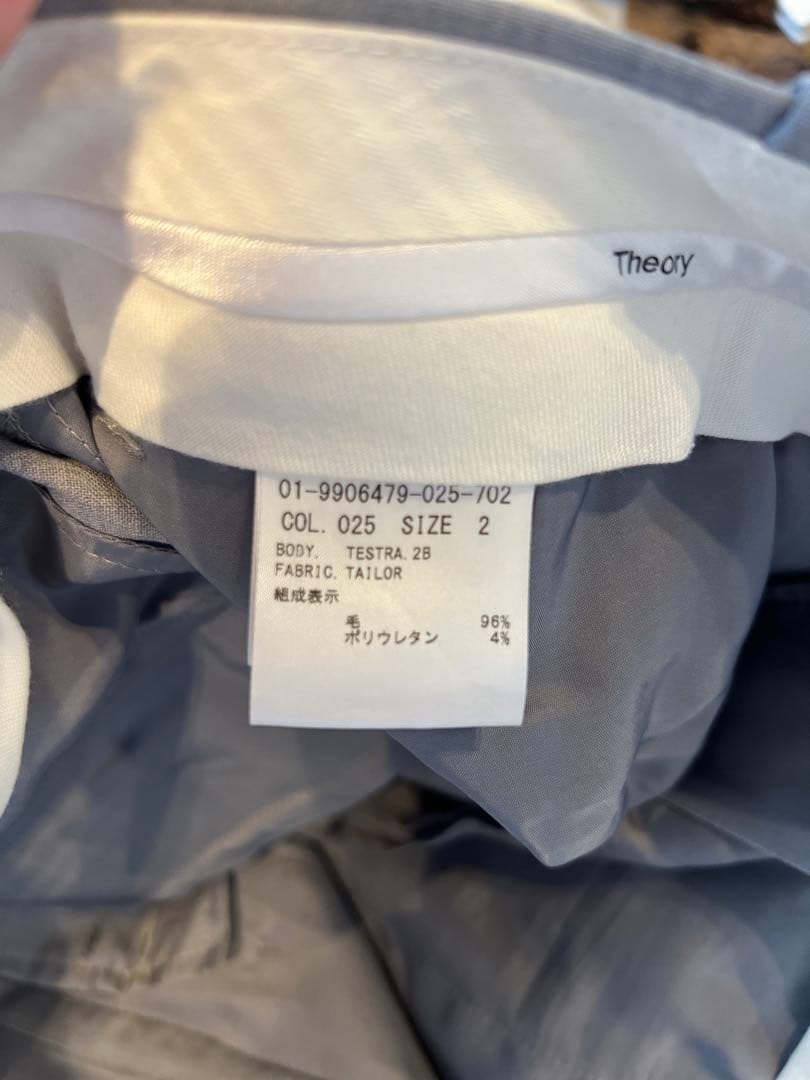 Theory
01-9906479-025-702
COL. 025 SIZE 2
BODY. TESTRA. 2B
FABRIC. TAILOR
組成表示
毛 96%
ポリウレタン 4%